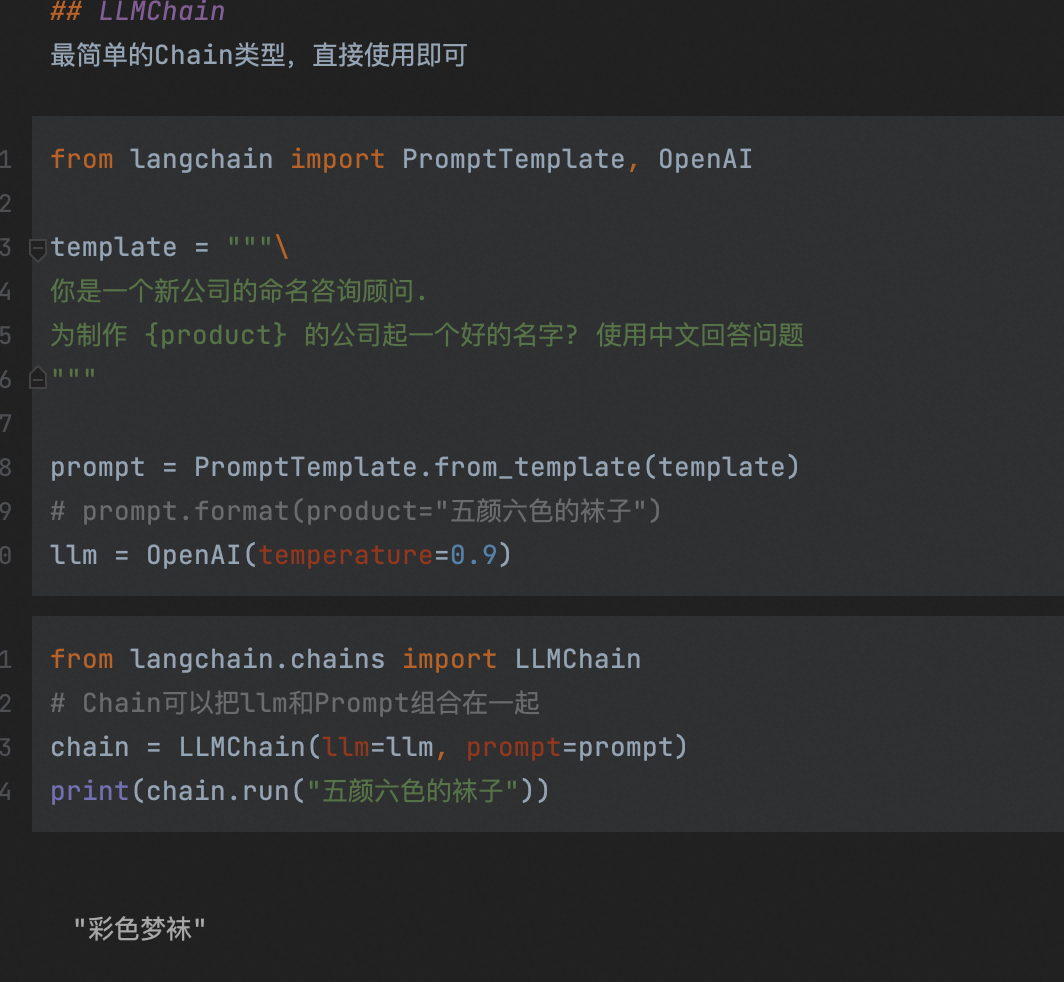 ## LLMChain
最简单的Chain类型，直接使用即可
1 from langchain import PromptTemplate, OpenAI
2
3 template = """\
4 你是一个新公司的命名咨询顾问.
5 为制作 {product} 的公司起一个好的名字? 使用中文回答问题
6 """
7
8 prompt = PromptTemplate.from_template(template)
9 # prompt.format(product="五颜六色的袜子")
0 llm = OpenAI(temperature=0.9)
1 from langchain.chains import LLMChain
2 # Chain可以把llm和Prompt组合在一起
3 chain = LLMChain(llm=llm, prompt=prompt)
4 print(chain.run("五颜六色的袜子"))
"彩色梦袜"